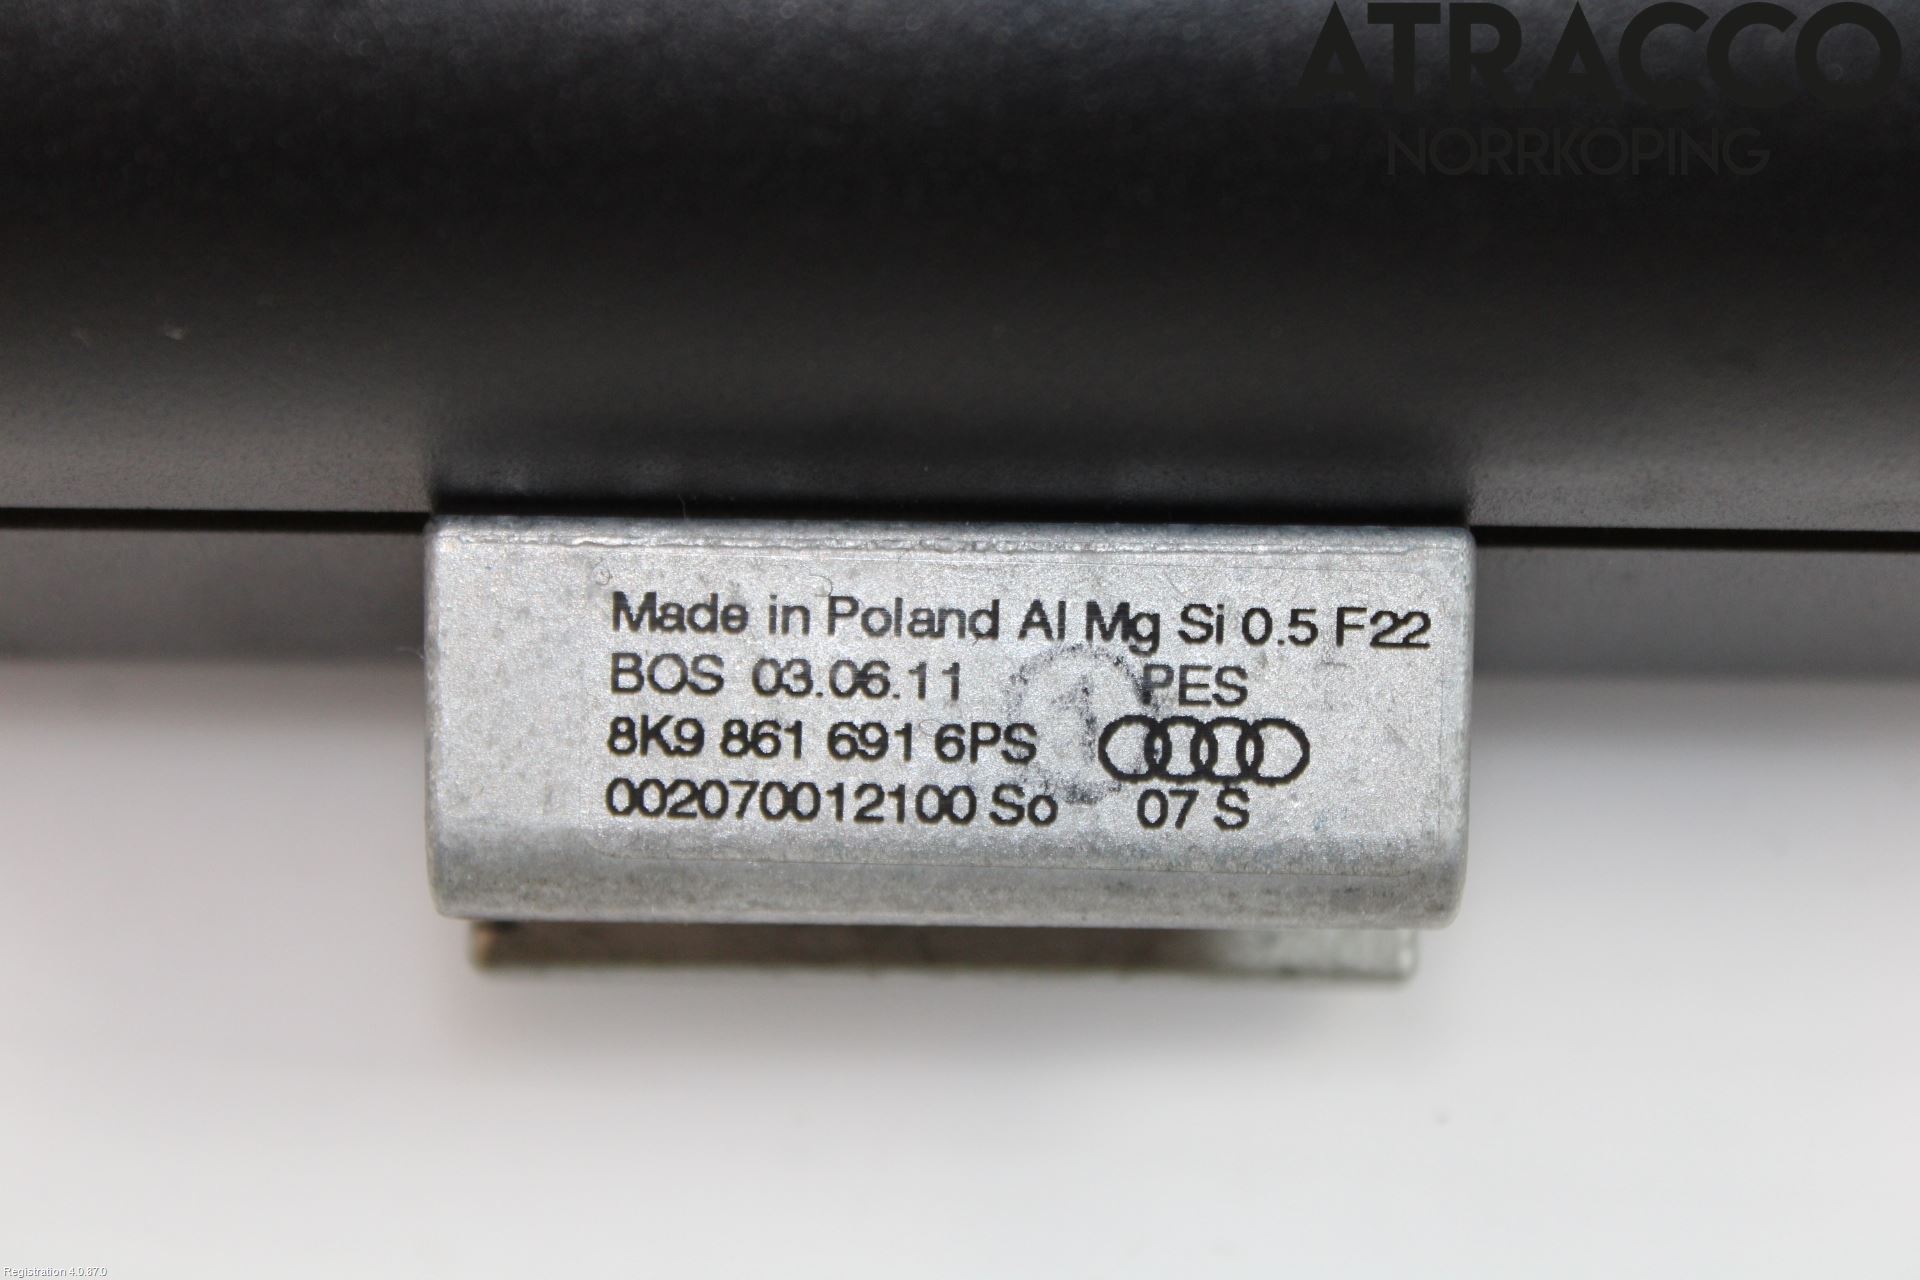 ATRACCO
NORRKÖPING
Made in Poland Al Mg Si 0.5 F22
BOS 03.06.11 PES
8K9 861 691 6PS
002070012100 So 07 S
1
Registration 4.0.87.0